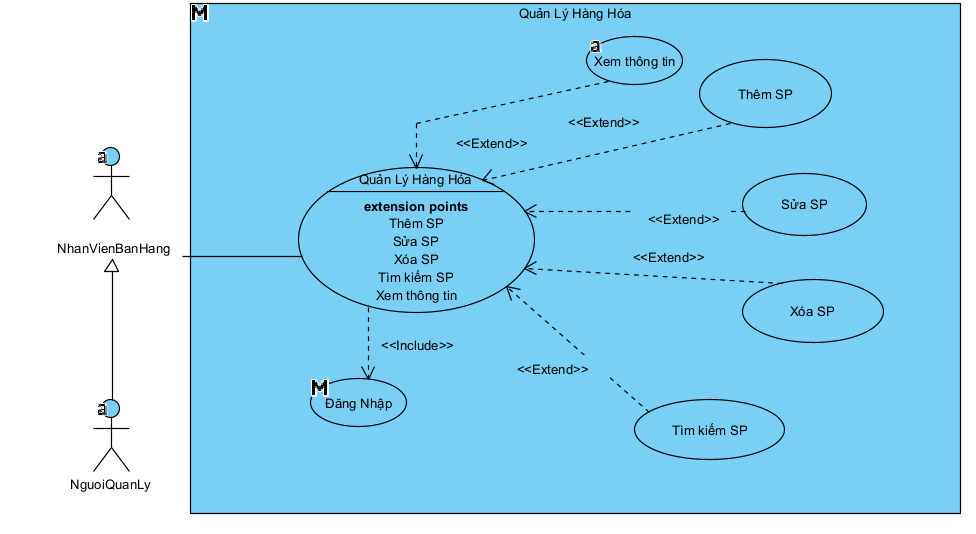 M
Quản Lý Hàng Hóa
a
Xem thông tin
Thêm SP
<<Extend>>
<<Extend>>
a
Quản Lý Hàng Hóa
extension points
Thêm SP
Sửa SP
Xóa SP
Tìm kiếm SP
Xem thông tin
Sửa SP
<<Extend>>
NhanVienBanHang
<<Extend>>
Xóa SP
<<Include>>
<<Extend>>
M
Đăng Nhập
a
Tìm kiếm SP
NguoiQuanLy